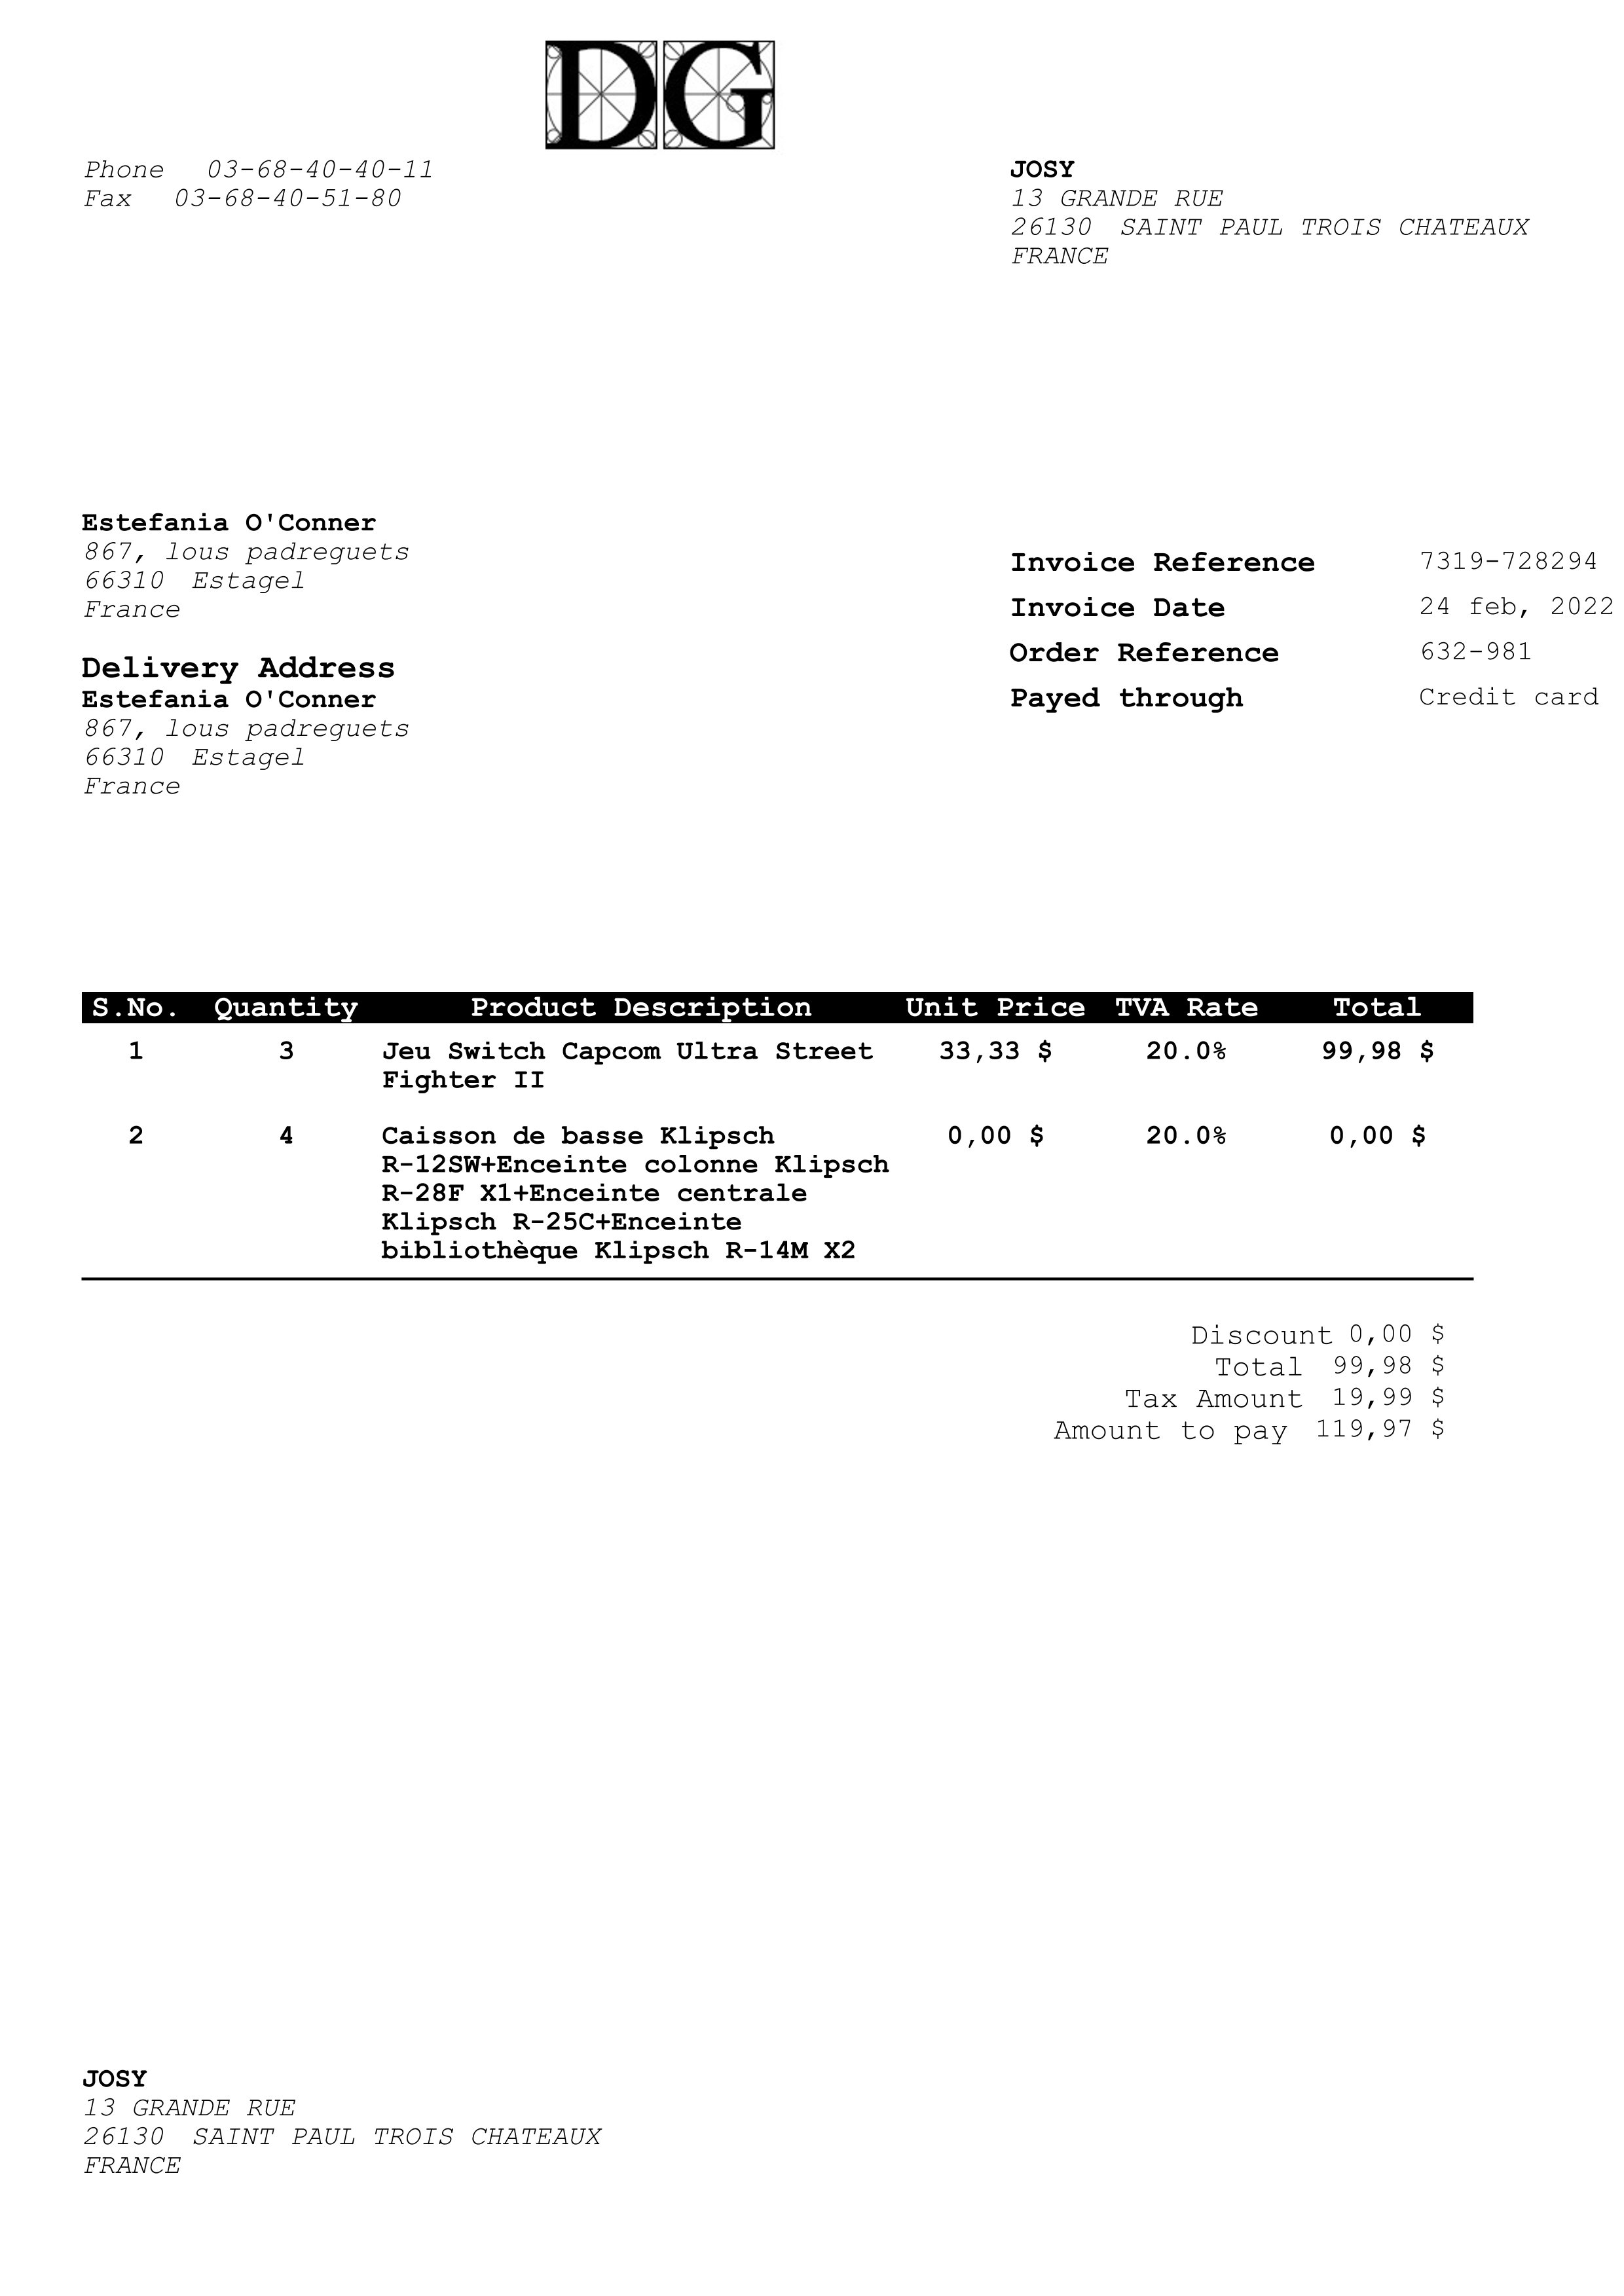 DG
Phone 03-68-40-40-11
Fax 03-68-40-51-80
JOSY
13 GRANDE RUE
26130 SAINT PAUL TROIS CHATEAUX
FRANCE
Estefania O'Conner
867, lous padreguets
66310 Estagel
France
Delivery Address
Estefania O'Conner
867, lous padreguets
66310 Estagel
France
Invoice Reference 7319-728294
Invoice Date 24 feb, 2022
Order Reference 632-981
Payed through Credit card
S.No. Quantity Product Description Unit Price TVA Rate Total
1 3 Jeu Switch Capcom Ultra Street 33,33 $ 20.0% 99,98 $
Fighter II
2 4 Caisson de basse Klipsch 0,00 $ 20.0% 0,00 $
R-12SW+Enceinte colonne Klipsch
R-28F X1+Enceinte centrale
Klipsch R-25C+Enceinte
bibliothèque Klipsch R-14M X2
Discount 0,00 $
Total 99,98 $
Tax Amount 19,99 $
Amount to pay 119,97 $
JOSY
13 GRANDE RUE
26130 SAINT PAUL TROIS CHATEAUX
FRANCE